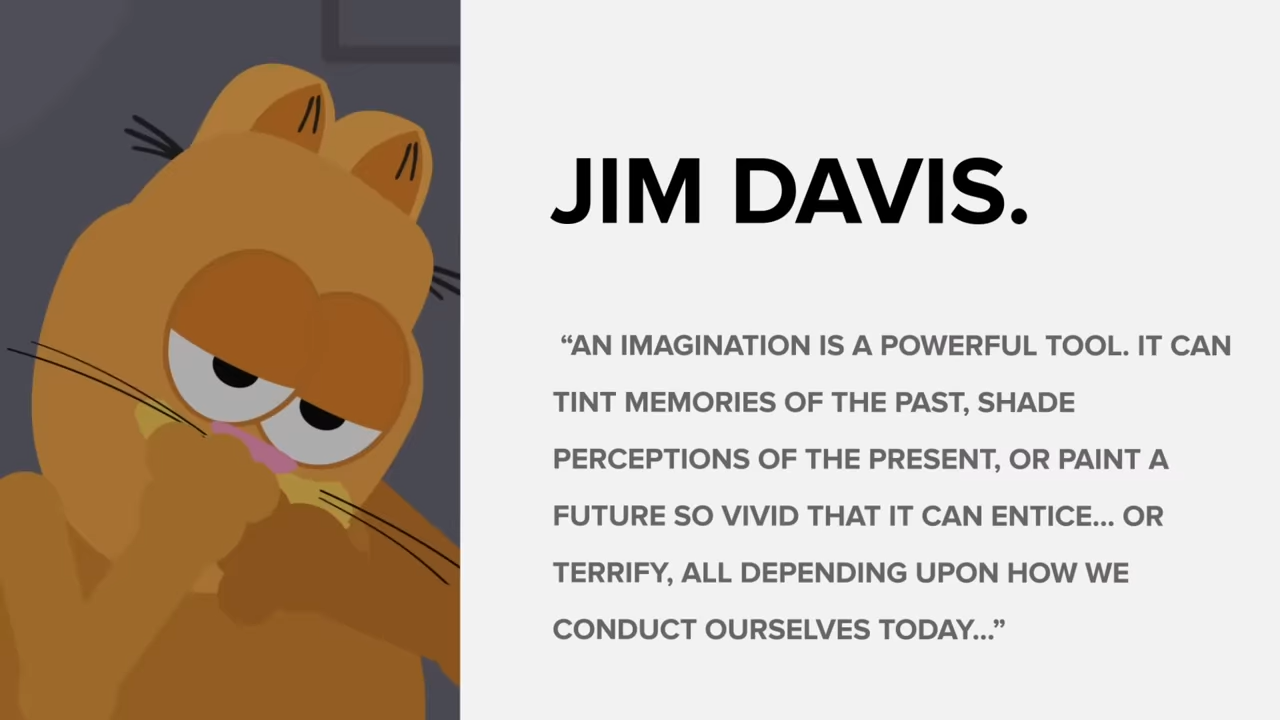 JIM DAVIS.
“AN IMAGINATION IS A POWERFUL TOOL. IT CAN
TINT MEMORIES OF THE PAST, SHADE
PERCEPTIONS OF THE PRESENT, OR PAINT A
FUTURE SO VIVID THAT IT CAN ENTICE... OR
TERRIFY, ALL DEPENDING UPON HOW WE
CONDUCT OURSELVES TODAY...”